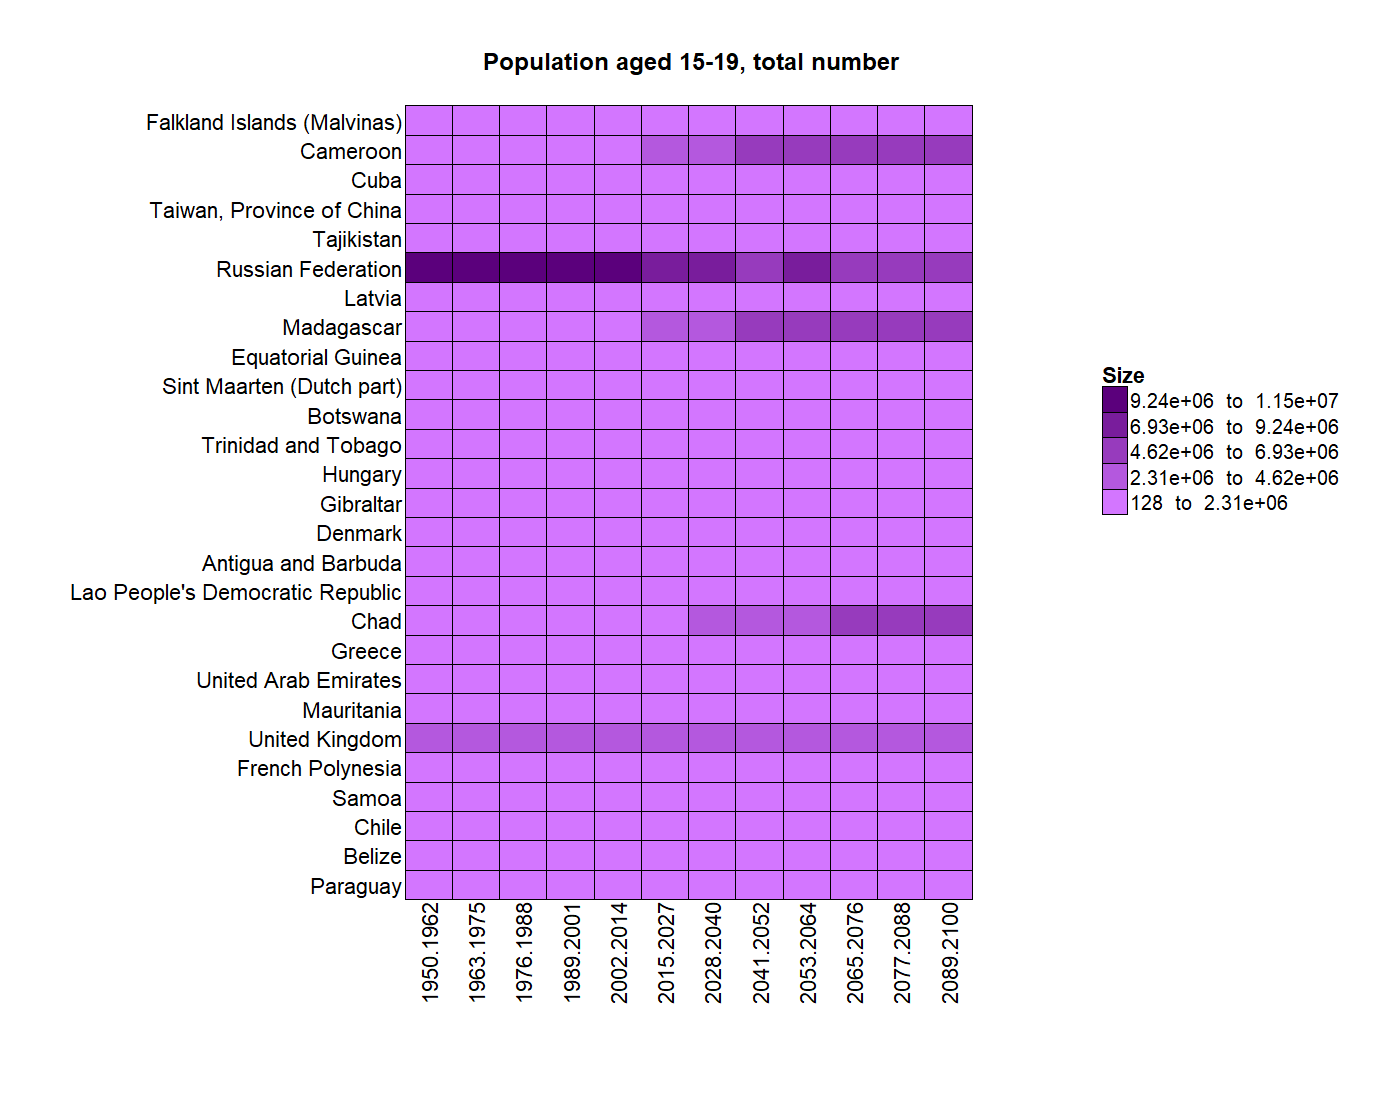 Population aged 15-19, total number
Falkland Islands (Malvinas)
Cameroon
Cuba
Taiwan, Province of China
Tajikistan
Russian Federation
Latvia
Madagascar
Equatorial Guinea
Sint Maarten (Dutch part)
Botswana
Trinidad and Tobago
Hungary
Gibraltar
Denmark
Antigua and Barbuda
Lao People's Democratic Republic
Chad
Greece
United Arab Emirates
Mauritania
United Kingdom
French Polynesia
Samoa
Chile
Belize
Paraguay
1950.1962
1963.1975
1976.1988
1989.2001
2002.2014
2015.2027
2028.2040
2041.2052
2053.2064
2065.2076
2077.2088
2089.2100
Size
9.24e+06 to 1.15e+07
6.93e+06 to 9.24e+06
4.62e+06 to 6.93e+06
2.31e+06 to 4.62e+06
128 to 2.31e+06